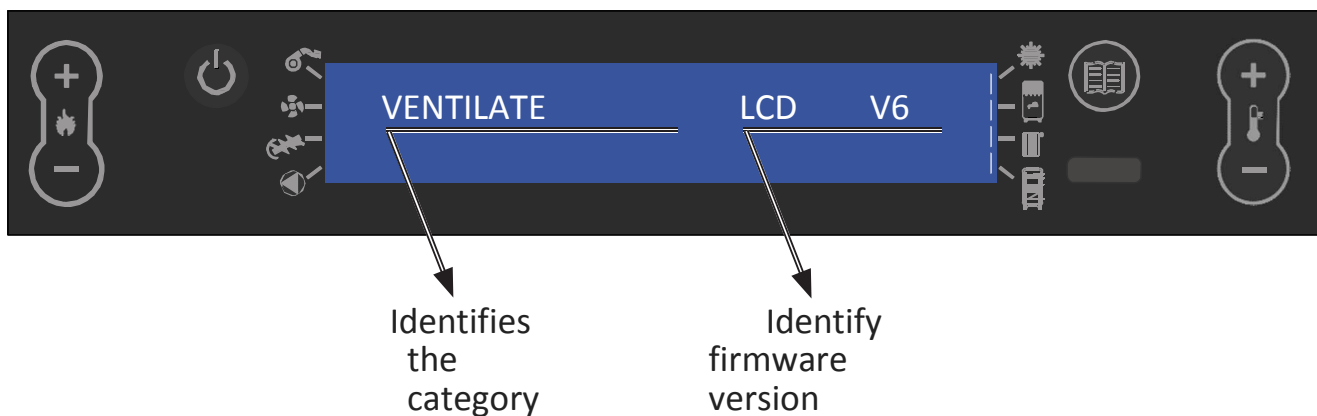 VENTILATE LCD V6
Identifies
the
category
Identify
firmware
version